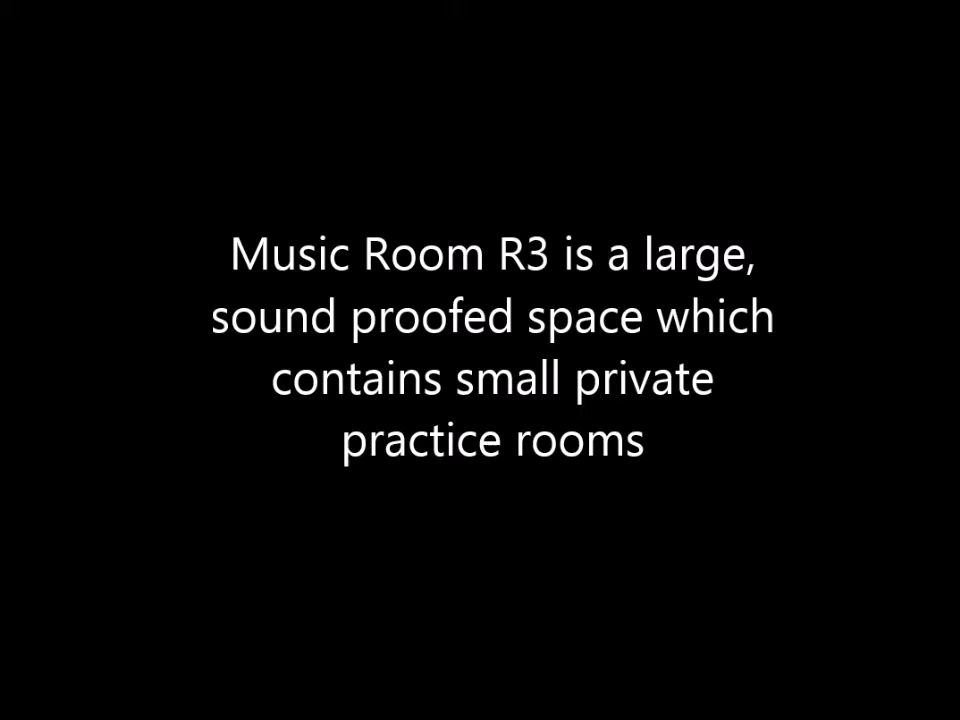 Music Room R3 is a large,
sound proofed space which
contains small private
practice rooms